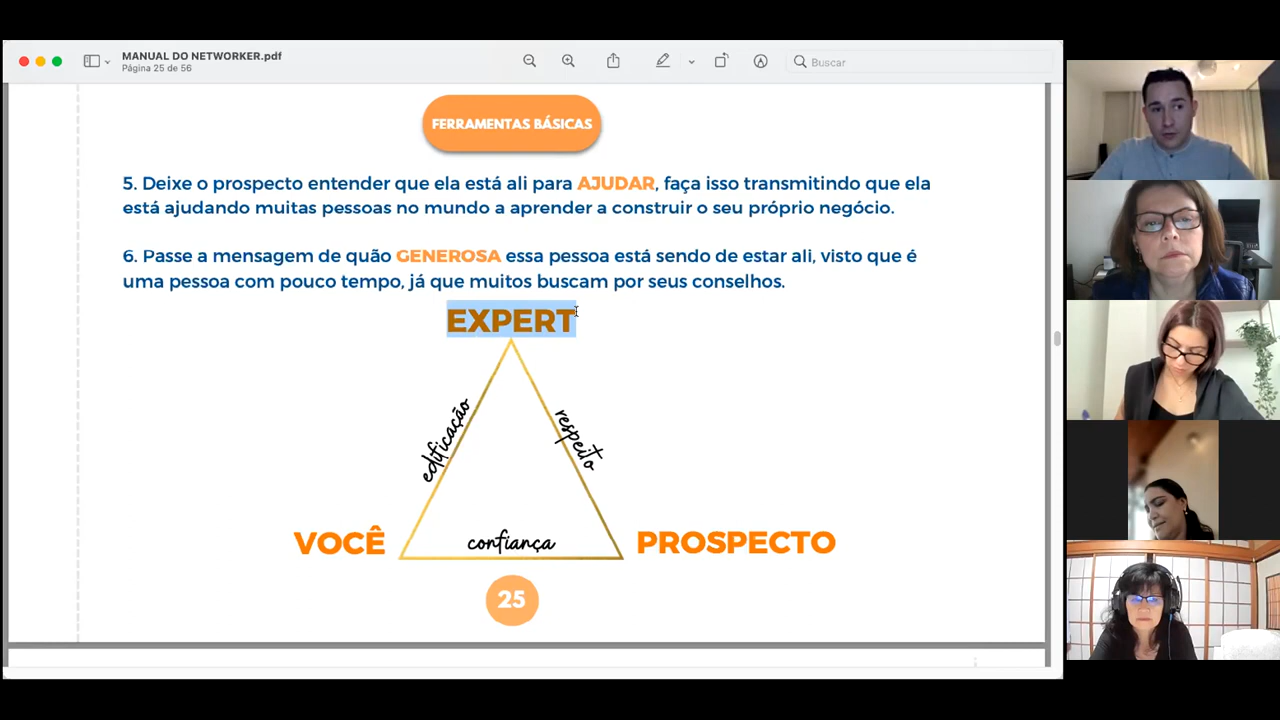 MANUAL DO NETWORKER.pdf
Página 25 de 56
Buscar
FERRAMENTAS BÁSICAS
5. Deixe o prospecto entender que ela está ali para AJUDAR, faça isso transmitindo que ela
está ajudando muitas pessoas no mundo a aprender a construir o seu próprio negócio.
6. Passe a mensagem de quão GENEROSA essa pessoa está sendo de estar ali, visto que é
uma pessoa com pouco tempo, já que muitos buscam por seus conselhos.
EXPERT
edificação
respeito
VOCÊ
confiança
PROSPECTO
25